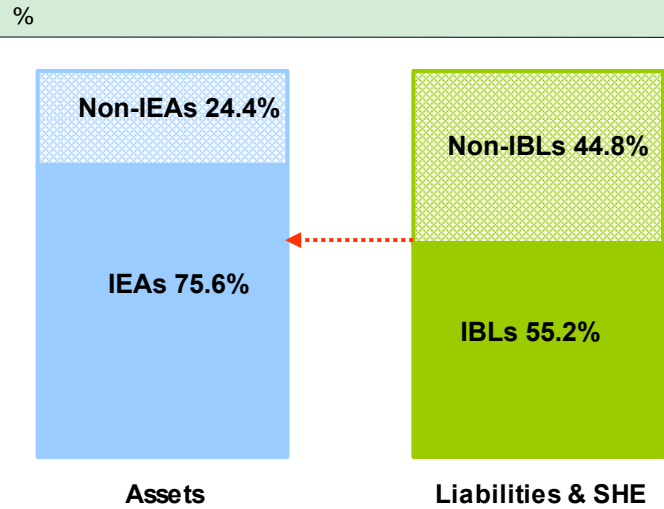 %
Non-IEAs 24.4%
Non-IBLs 44.8%
IEAs 75.6%
IBLs 55.2%
Assets
Liabilities & SHE